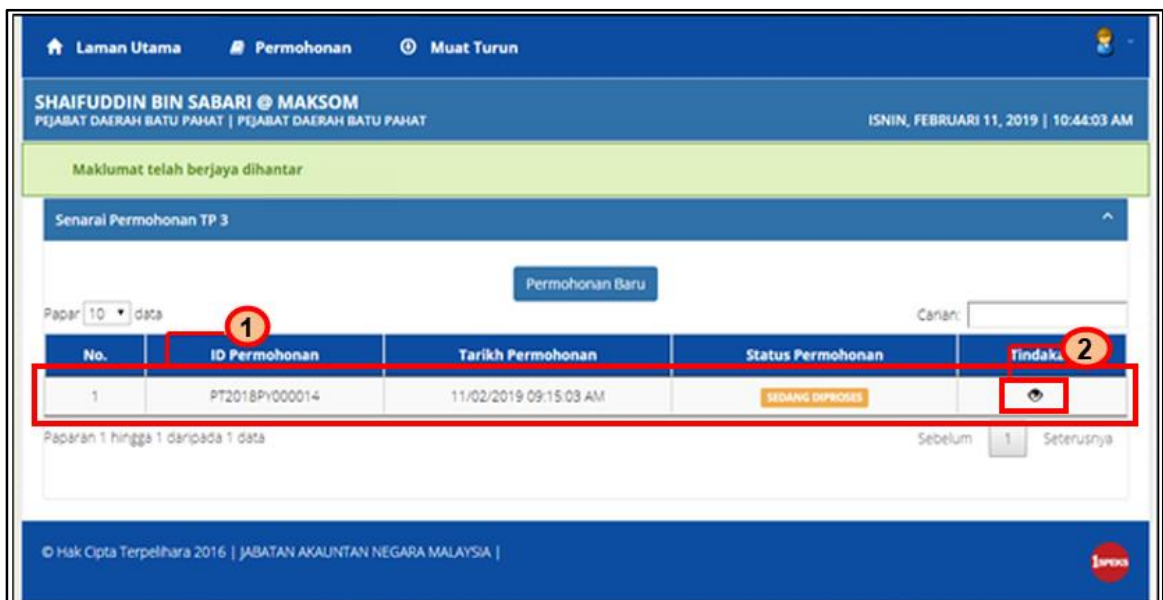 Laman Utama Permohonan Muat Turun
SHAIFUDDIN BIN SABARI @ MAKSOM
PEJABAT DAERAH BATU PAHAT | PEJABAT DAERAH BATU PAHAT ISNIN, FEBRUARI 11, 2019 | 10:44:03 AM
Maklumat telah berjaya dihantar
Senarai Permohonan TP 3
Permohonan Baru
Papar 10 data Carian:
1 2
No. ID Permohonan Tarikh Permohonan Status Permohonan Tindaka
1 PT2018PY000014 11/02/2019 09:15:03 AM SEDANG DIPROSES
Paparan 1 hingga 1 daripada 1 data Sebelum 1 Seterusnya
© Hak Cipta Terpelihara 2016 | JABATAN AKAUNTAN NEGARA MALAYSIA |
1SPEKS